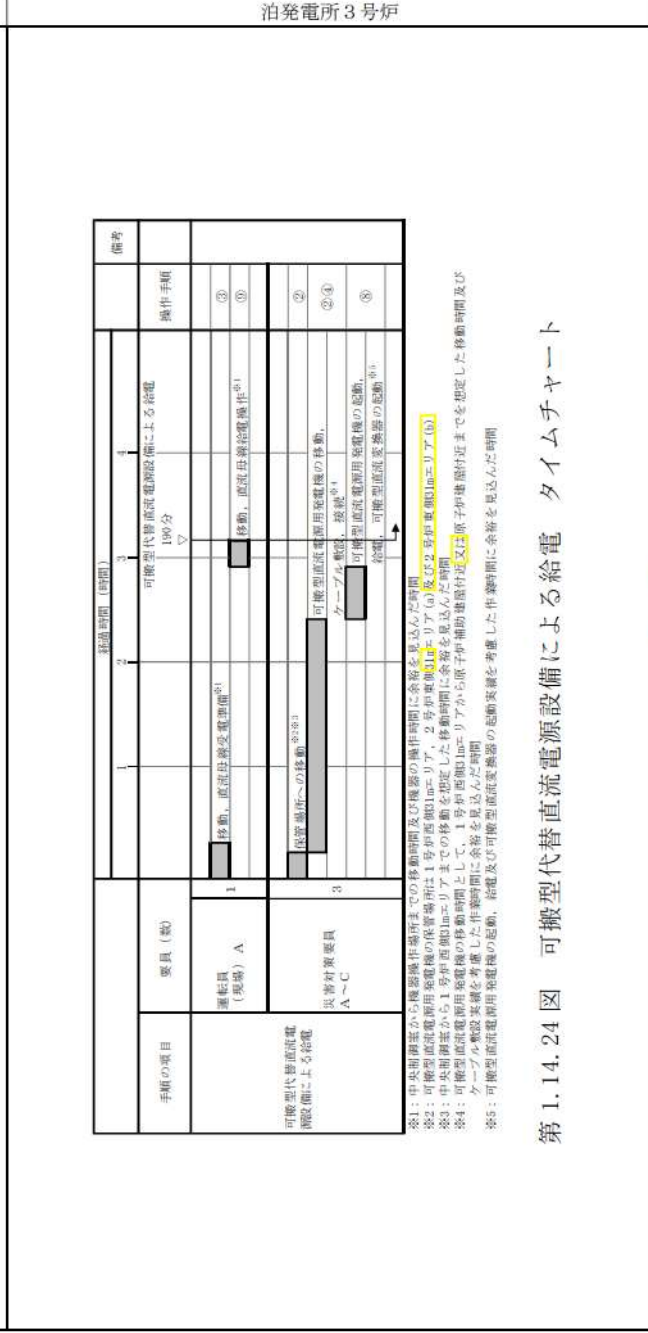 泊発電所3号炉
経過時間（時間）
備考
1
2
3
4
手順の項目
要員（数）
操作手順
可搬型代替直流電源設備による給電
190分
▽
可搬型代替直流電源設備による給電
運転員（現場）A
1
移動，直流母線受電準備※1
③
移動，直流母線給電操作※1
⑨
災害対策要員A～C
3
保管場所への移動※2※3
②
可搬型直流電源用発電機の移動，ケーブル敷設，接続※4
②④
可搬型直流電源用発電機の起動，給電，可搬型直流変換器の起動※5
⑧
※1：中央制御室から機器操作場所までの移動時間及び機器の操作時間に余裕を見込んだ時間
※2：可搬型直流電源用発電機の保管場所は1号炉西側31mエリア，2号炉東側31mエリア(a)及び2号炉東側31mエリア(b)
※3：中央制御室から1号炉西側31mエリアまでの移動を想定した移動時間に余裕を見込んだ時間
※4：可搬型直流電源用発電機の移動時間として，1号炉西側31mエリアから原子炉補助建屋付近又は原子炉建屋付近までを想定した移動時間及び
ケーブル敷設実績を考慮した作業時間に余裕を見込んだ時間
※5：可搬型直流電源用発電機の起動，給電及び可搬型直流変換器の起動実績を考慮した作業時間に余裕を見込んだ時間
第1.14.24図 可搬型代替直流電源設備による給電 タイムチャート